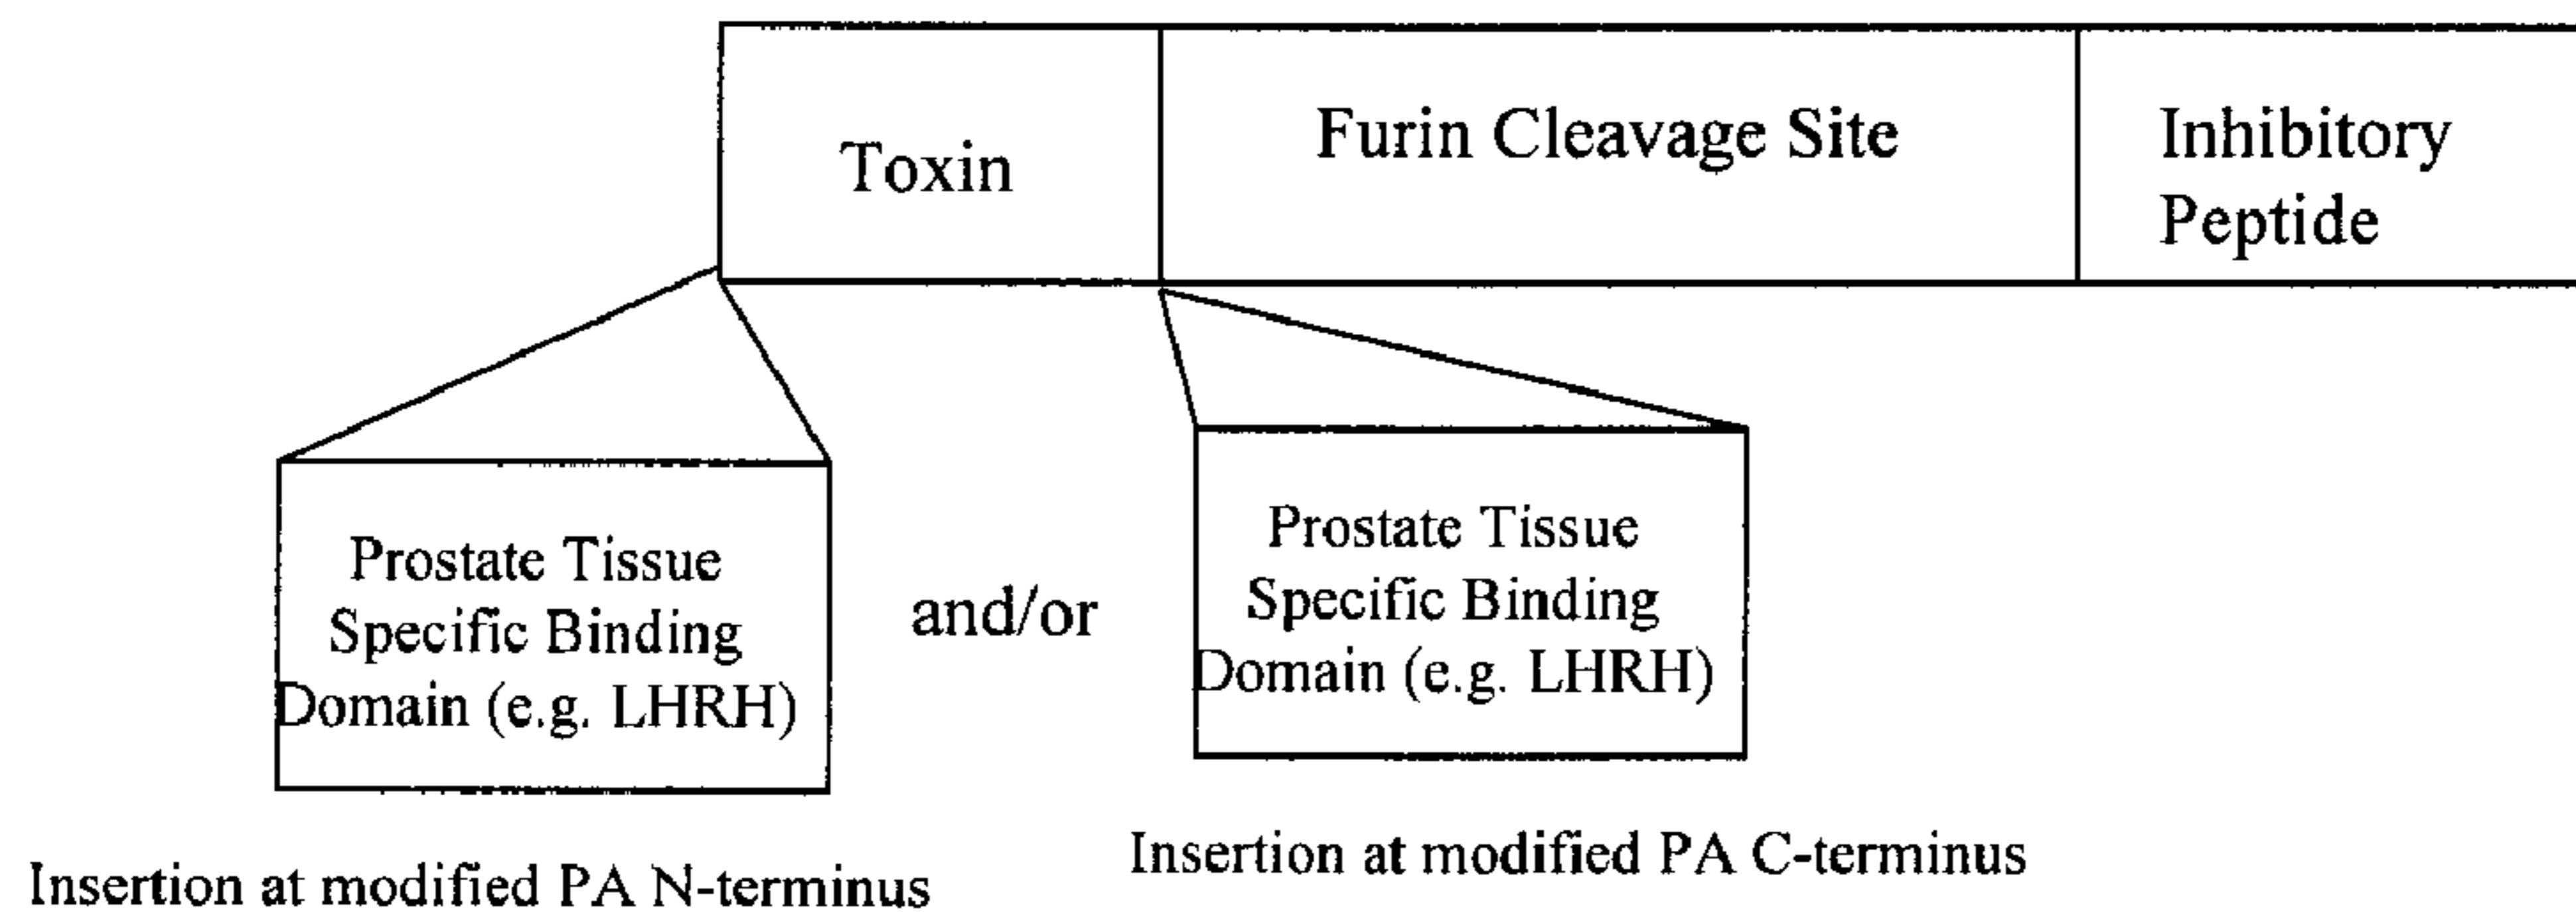 Toxin
Furin Cleavage Site
Inhibitory
Peptide
Prostate Tissue
Specific Binding
Domain (e.g. LHRH)
and/or
Prostate Tissue
Specific Binding
Domain (e.g. LHRH)
Insertion at modified PA N-terminus
Insertion at modified PA C-terminus